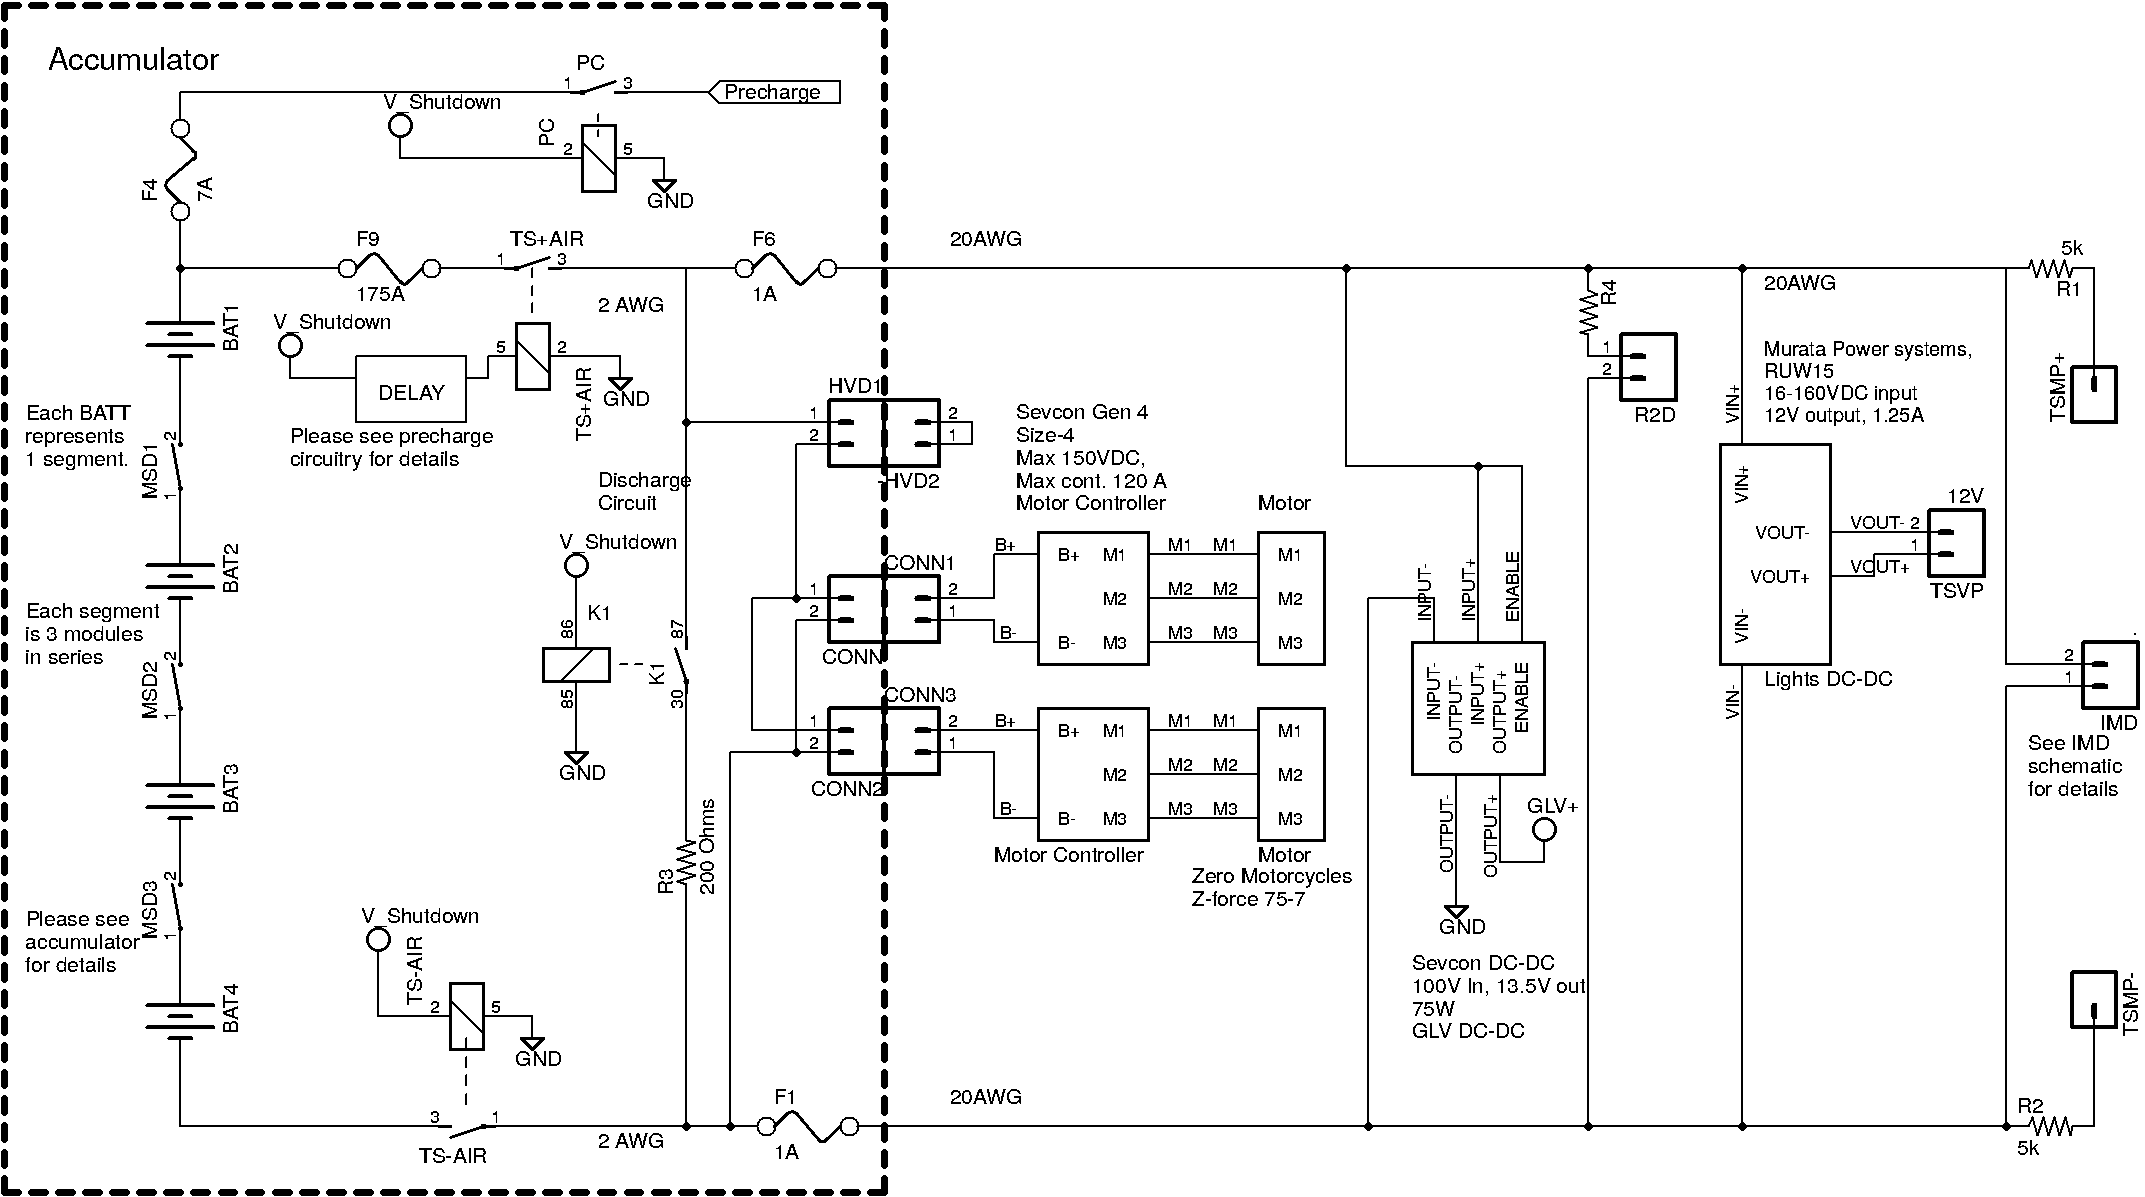 Accumulator
PC
1
3
Precharge
V_Shutdown
PC
2
5
GND
F4
7A
F9
175A
TS+AIR
1
3
F6
1A
2 AWG
20AWG
5k
R1
20AWG
R4
1
2
R2D
BAT1
V_Shutdown
DELAY
5
2
TS+AIR
GND
Please see precharge
circuitry for details
Each BATT
represents
1 segment.
MSD1
2
1
HVD1
1
2
2
1
HVD2
Sevcon Gen 4
Size-4
Max 150VDC,
Max cont. 120 A
Motor Controller
Motor
Murata Power systems,
RUW15
16-160VDC input
12V output, 1.25A
TSMP+
VIN+
VIN+
VOUT-
VOUT+
VIN-
VIN-
VOUT-
2
1
VOUT+
12V
TSVP
Lights DC-DC
Discharge
Circuit
V_Shutdown
K1
86
85
GND
87
K1
30
CONN1
1
2
2
1
CONN
B+
B-
B+
B-
M1
M2
M3
M1
M1
M2
M2
M3
M3
M1
M2
M3
BAT2
Each segment
is 3 modules
in series
MSD2
2
1
CONN3
1
2
2
1
CONN2
B+
B-
B+
B-
M1
M2
M3
M1
M1
M2
M2
M3
M3
M1
M2
M3
Motor Controller
Motor
Zero Motorcycles
Z-force 75-7
INPUT-
INPUT+
ENABLE
INPUT-
OUTPUT-
INPUT+
OUTPUT+
ENABLE
OUTPUT-
OUTPUT+
GLV+
GND
Sevcon DC-DC
100V In, 13.5V out
75W
GLV DC-DC
2
1
IMD
See IMD
schematic
for details
BAT3
R3
200 Ohms
MSD3
2
1
Please see
accumulator
for details
V_Shutdown
TS-AIR
2
5
GND
BAT4
3
1
TS-AIR
2 AWG
F1
1A
20AWG
TSMP-
R2
5k